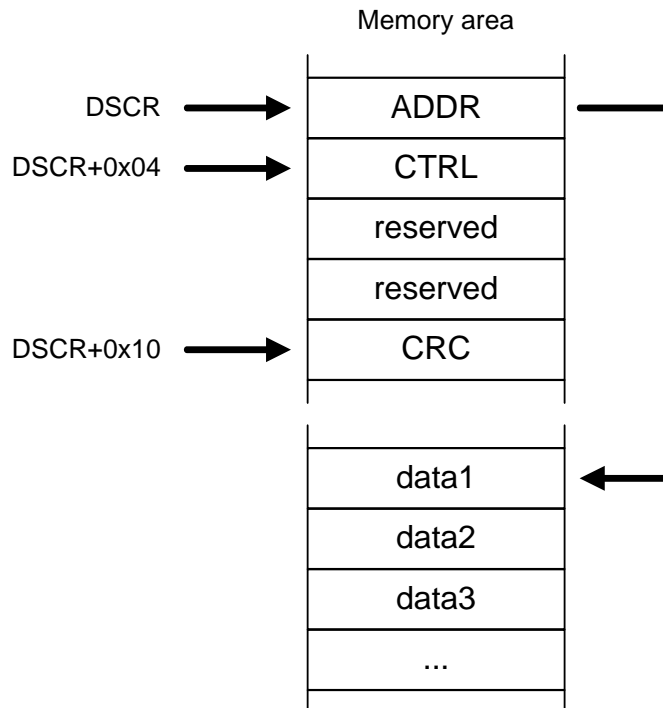 Memory area
DSCR ADDR
DSCR+0x04 CTRL
reserved
reserved
DSCR+0x10 CRC
data1
data2
data3
...